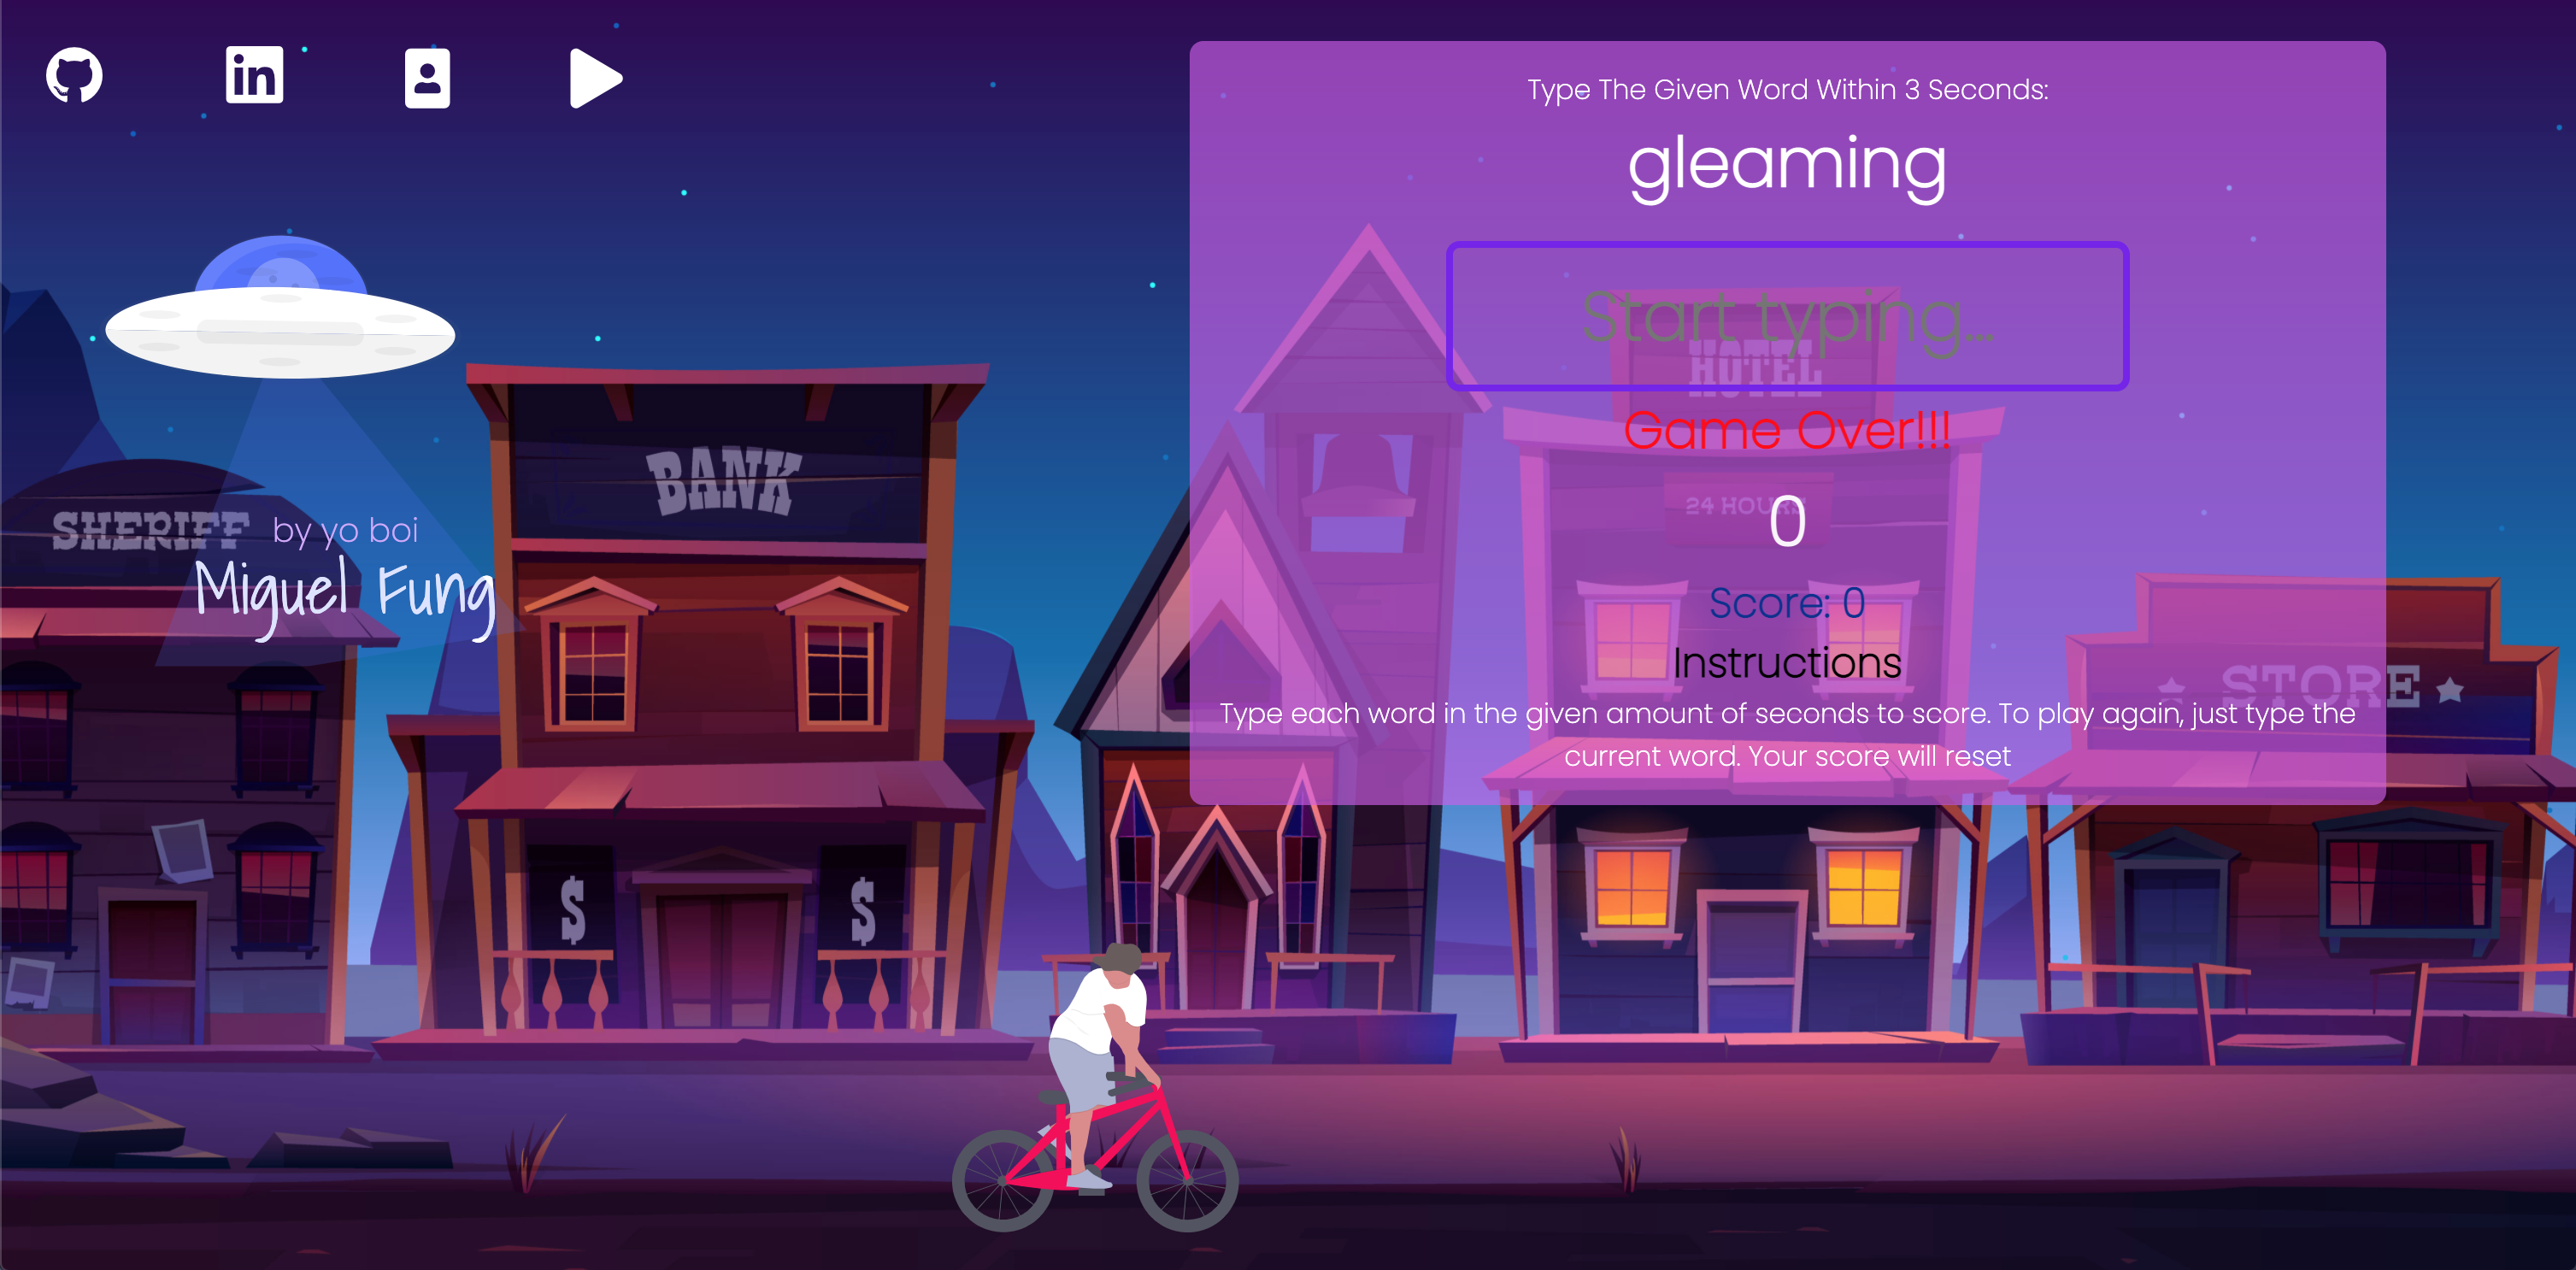 in
Type The Given Word Within 3 Seconds:
gleaming
Start typing...
HOTEL
Game Over!!!
24 HOURS
0
Score: 0
Instructions
Type each word in the given amount of seconds to score. To play again, just type the
current word. Your score will reset
BANK
SHERIFF
by yo boi
Miguel Fung
STORE
$ $